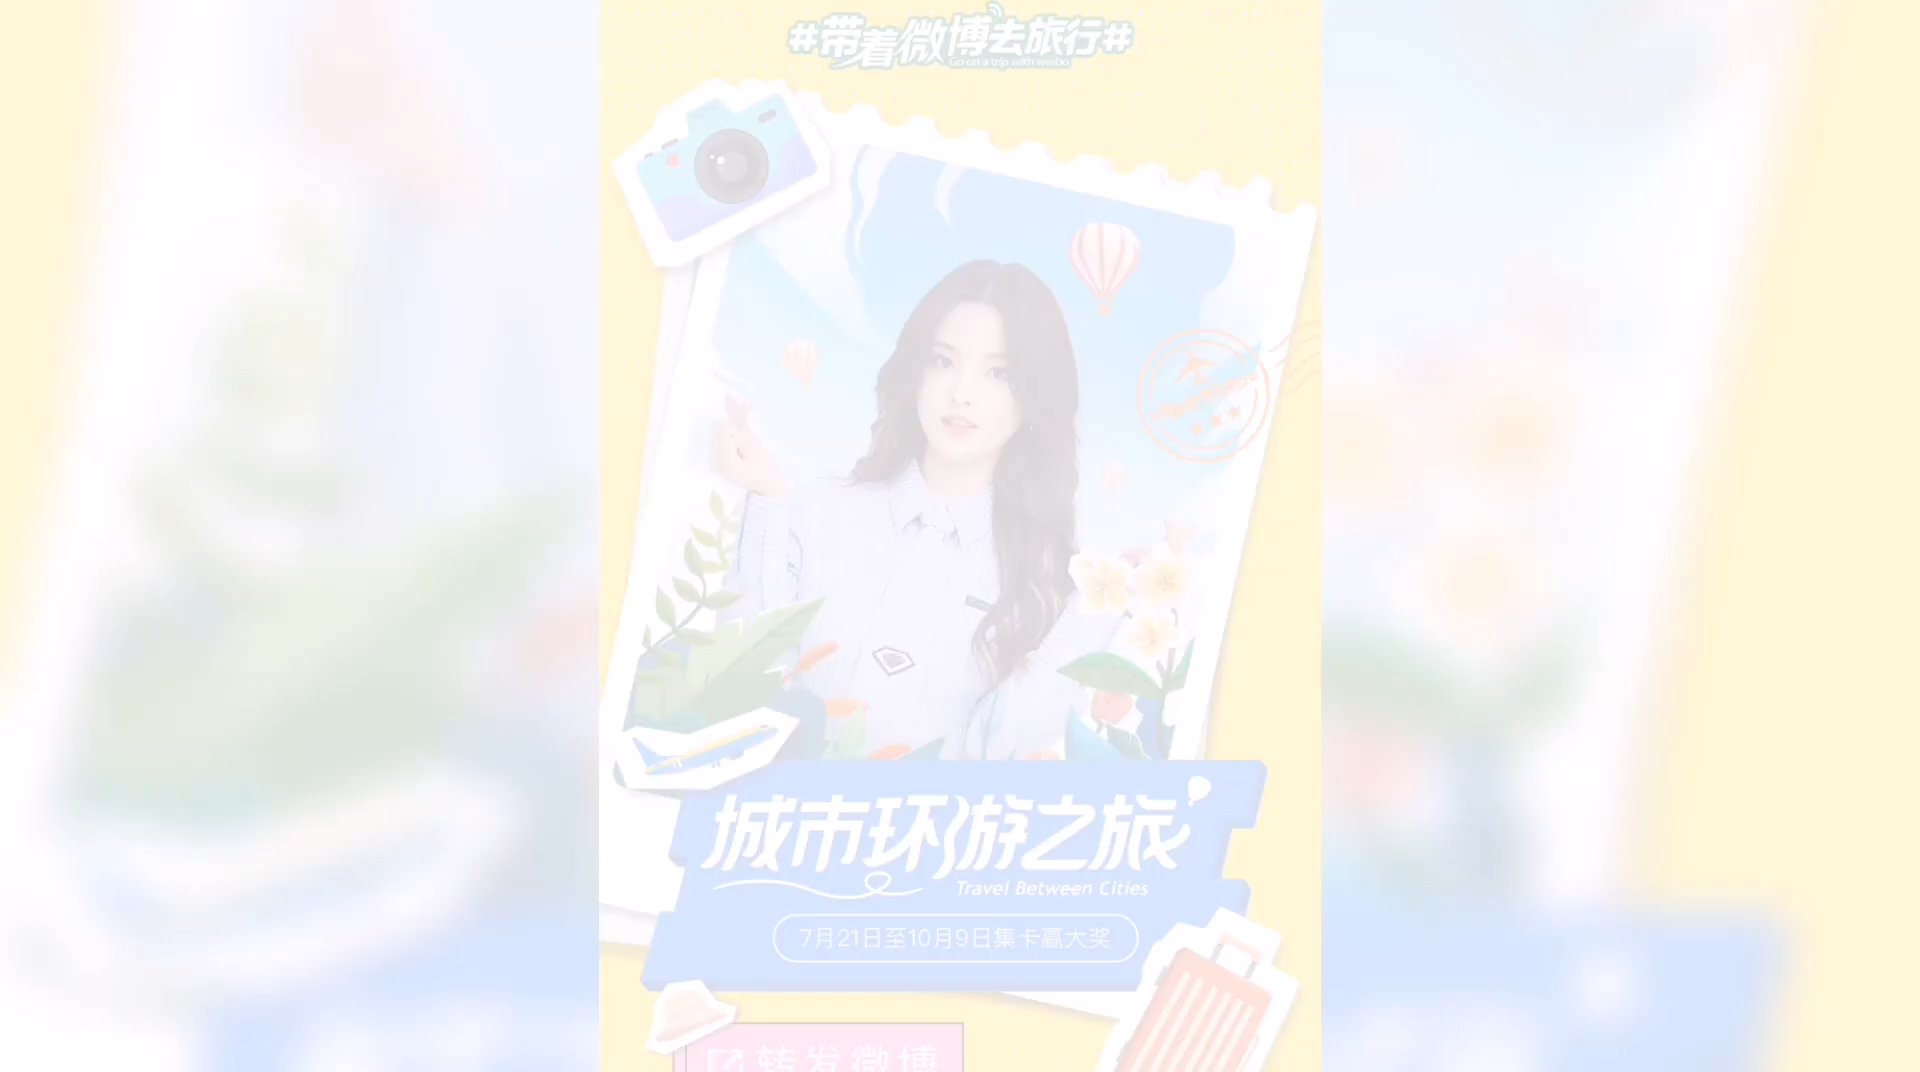 #带着微博去旅行#
Go on a trip with weibo
城市环游之旅
Travel Between Cities
7月21日至10月9日集卡赢大奖
转发微博